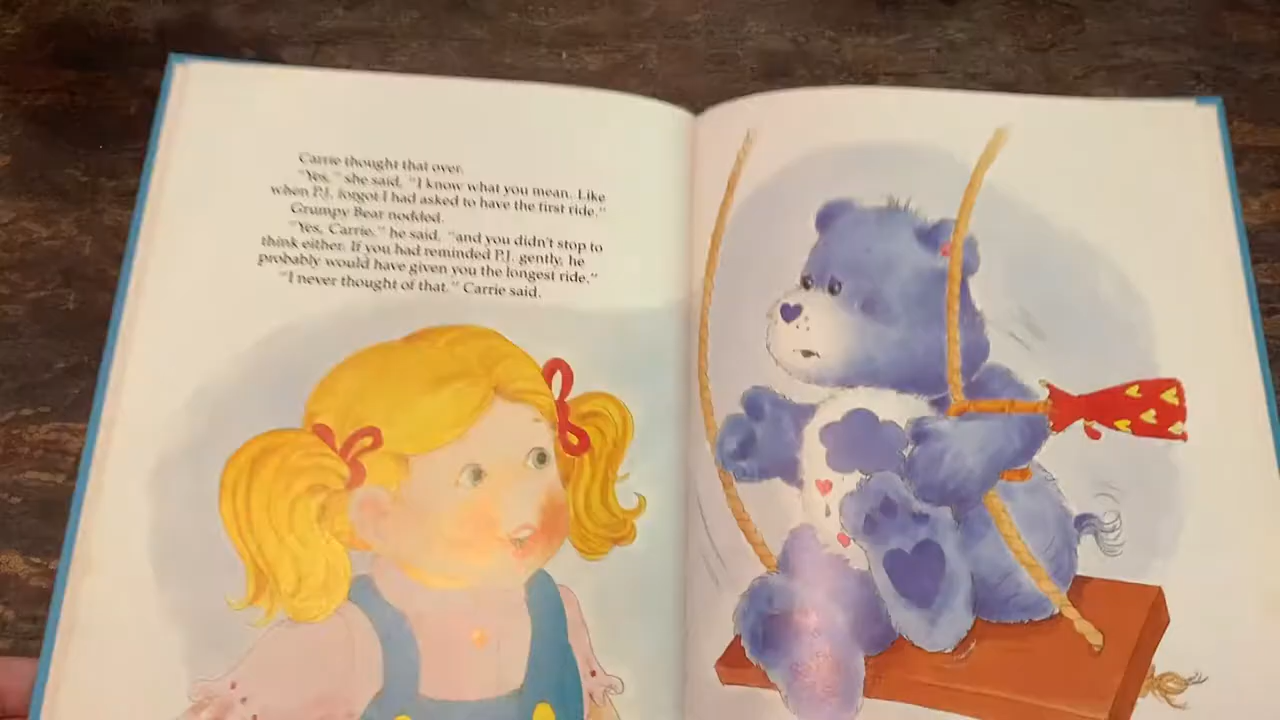 Carrie thought that over.
"Yes," she said, "I know what you mean. Like
when P.J. forgot I had asked to have the first ride."
Grumpy Bear nodded.
"Yes, Carrie," he said, "and you didn't stop to
think either. If you had reminded P.J. gently, he
probably would have given you the longest ride."
"I never thought of that," Carrie said.